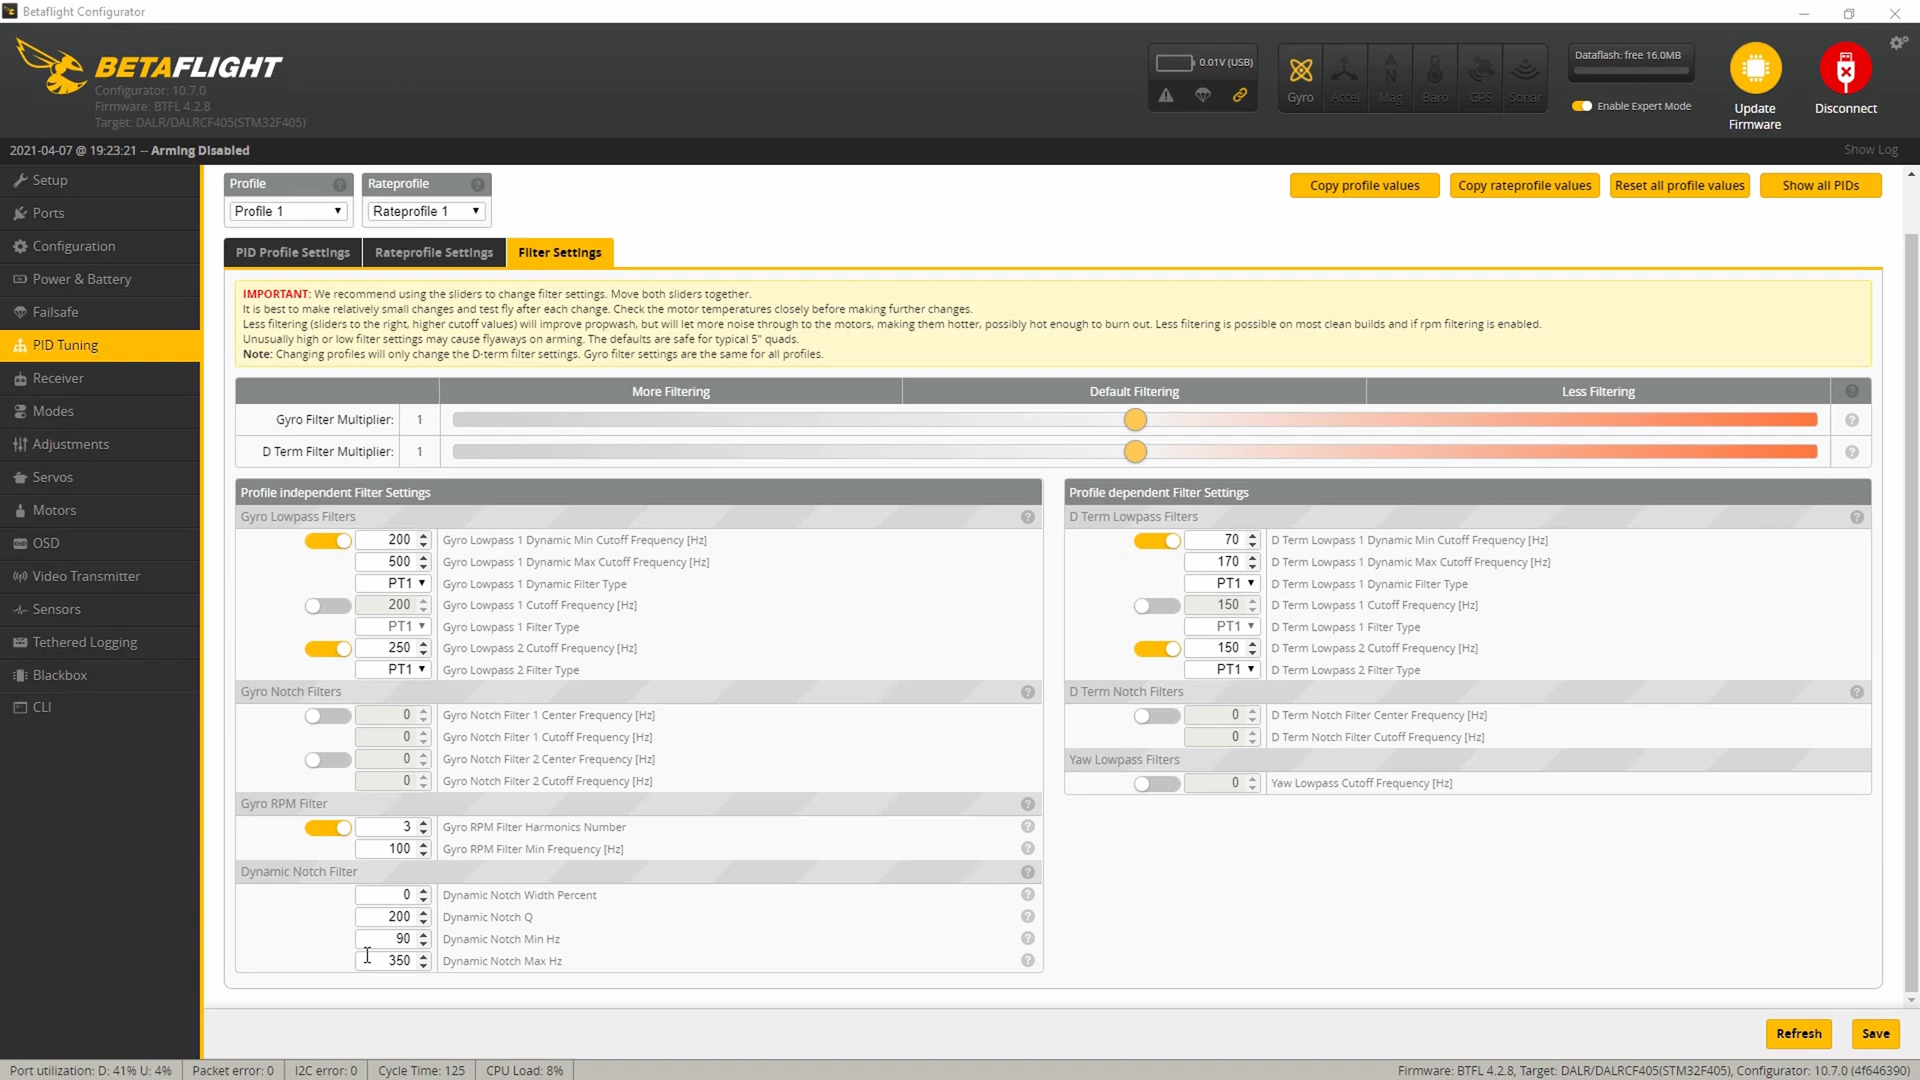 Betaflight Configurator
BETAFLIGHT
Configurator: 10.7.0
Firmware: BTFL 4.2.8
Target: DALR/DALRCF405(STM32F405)
0.01V (USB)
Gyro
Accel
Mag
Baro
GPS
Sonar
Dataflash: free 16.0MB
Enable Expert Mode
Update
Firmware
Disconnect
2021-04-07 @ 19:23:21 -- Arming Disabled
Show Log
Setup
Ports
Configuration
Power & Battery
Failsafe
PID Tuning
Receiver
Modes
Adjustments
Servos
Motors
OSD
Video Transmitter
Sensors
Tethered Logging
Blackbox
CLI
Profile
Profile 1
Rateprofile
Rateprofile 1
Copy profile values
Copy rateprofile values
Reset all profile values
Show all PIDs
PID Profile Settings
Rateprofile Settings
Filter Settings
IMPORTANT: We recommend using the sliders to change filter settings. Move both sliders together.
It is best to make relatively small changes and test fly after each change. Check the motor temperatures closely before making further changes.
Less filtering (sliders to the right, higher cutoff values) will improve propwash, but will let more noise through to the motors, making them hotter, possibly hot enough to burn out. Less filtering is possible on most clean builds and if rpm filtering is enabled.
Unusually high or low filter settings may cause flyaways on arming. The defaults are safe for typical 5" quads.
Note: Changing profiles will only change the D-term filter settings. Gyro filter settings are the same for all profiles.
More Filtering
Default Filtering
Less Filtering
Gyro Filter Multiplier: 1
D Term Filter Multiplier: 1
Profile independent Filter Settings
Gyro Lowpass Filters
200 Gyro Lowpass 1 Dynamic Min Cutoff Frequency [Hz]
500 Gyro Lowpass 1 Dynamic Max Cutoff Frequency [Hz]
PT1 Gyro Lowpass 1 Dynamic Filter Type
200 Gyro Lowpass 1 Cutoff Frequency [Hz]
PT1 Gyro Lowpass 1 Filter Type
250 Gyro Lowpass 2 Cutoff Frequency [Hz]
PT1 Gyro Lowpass 2 Filter Type
Gyro Notch Filters
0 Gyro Notch Filter 1 Center Frequency [Hz]
0 Gyro Notch Filter 1 Cutoff Frequency [Hz]
0 Gyro Notch Filter 2 Center Frequency [Hz]
0 Gyro Notch Filter 2 Cutoff Frequency [Hz]
Gyro RPM Filter
3 Gyro RPM Filter Harmonics Number
100 Gyro RPM Filter Min Frequency [Hz]
Dynamic Notch Filter
0 Dynamic Notch Width Percent
200 Dynamic Notch Q
90 Dynamic Notch Min Hz
350 Dynamic Notch Max Hz
Profile dependent Filter Settings
D Term Lowpass Filters
70 D Term Lowpass 1 Dynamic Min Cutoff Frequency [Hz]
170 D Term Lowpass 1 Dynamic Max Cutoff Frequency [Hz]
PT1 D Term Lowpass 1 Dynamic Filter Type
150 D Term Lowpass 1 Cutoff Frequency [Hz]
PT1 D Term Lowpass 1 Filter Type
150 D Term Lowpass 2 Cutoff Frequency [Hz]
PT1 D Term Lowpass 2 Filter Type
D Term Notch Filters
0 D Term Notch Filter Center Frequency [Hz]
0 D Term Notch Filter Cutoff Frequency [Hz]
Yaw Lowpass Filters
0 Yaw Lowpass Cutoff Frequency [Hz]
Refresh
Save
Port utilization: D: 41% U: 4%
Packet error: 0
I2C error: 0
Cycle Time: 125
CPU Load: 8%
Firmware: BTFL 4.2.8, Target: DALR/DALRCF405(STM32F405), Configurator: 10.7.0 (4f646390)